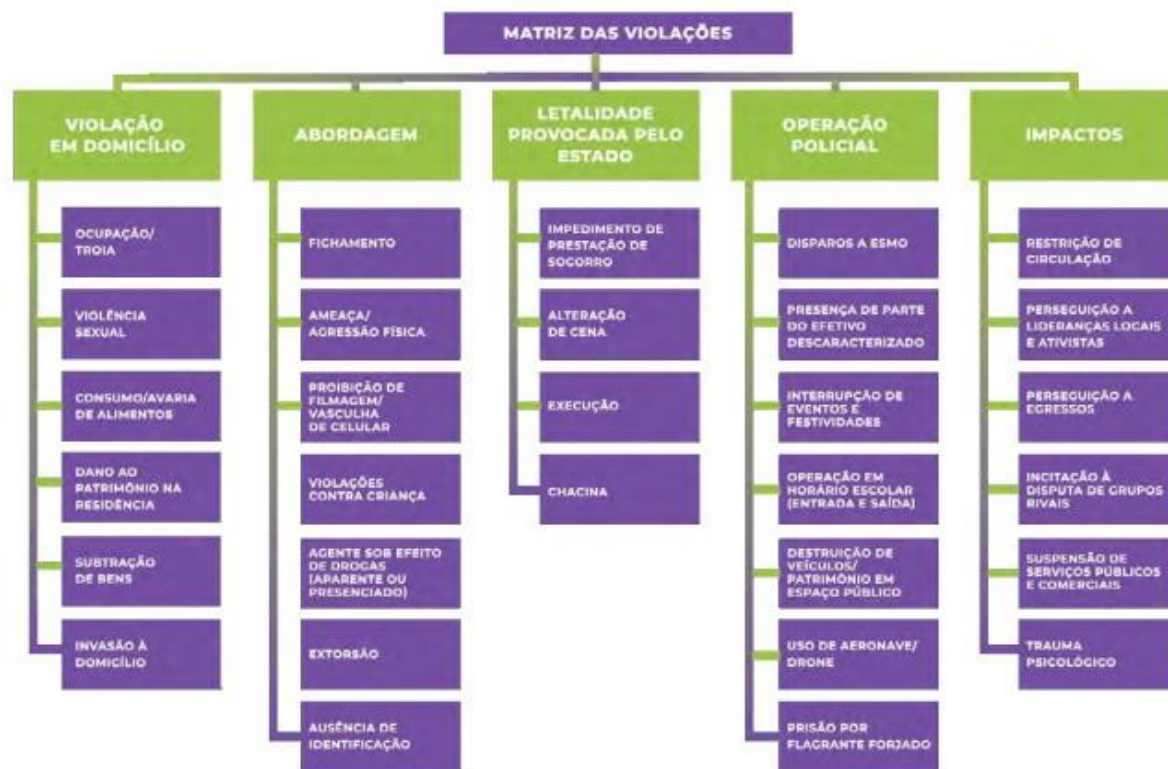 MATRIZ DAS VIOLAÇÕES
VIOLAÇÃO
EM DOMICÍLIO
OCUPAÇÃO/
TROIA
VIOLÊNCIA
SEXUAL
CONSUMO/AVARIA
DE ALIMENTOS
DANO AO
PATRIMÔNIO NA
RESIDÊNCIA
SUBTRAÇÃO
DE BENS
INVASÃO À
DOMICÍLIO
ABORDAGEM
FICHAMENTO
AMEAÇA/
AGRESSÃO FÍSICA
PROIBIÇÃO DE
FILMAGEM/
VASCULHA
DE CELULAR
VIOLAÇÕES
CONTRA CRIANÇA
AGENTE SOB EFEITO
DE DROGAS
(APARENTE OU
PRESENCIADO)
EXTORSÃO
AUSÊNCIA DE
IDENTIFICAÇÃO
LETALIDADE
PROVOCADA PELO
ESTADO
IMPEDIMENTO DE
PRESTAÇÃO DE
SOCORRO
ALTERAÇÃO
DE CENA
EXECUÇÃO
CHACINA
OPERAÇÃO
POLICIAL
DISPAROS A ESMO
PRESENÇA DE PARTE
DO EFETIVO
DESCARACTERIZADO
INTERRUPÇÃO DE
EVENTOS E
FESTIVIDADES
OPERAÇÃO EM
HORÁRIO ESCOLAR
(ENTRADA E SAÍDA)
DESTRUIÇÃO DE
VEÍCULOS/
PATRIMÔNIO EM
ESPAÇO PÚBLICO
USO DE AERONAVE/
DRONE
PRISÃO POR
FLAGRANTE FORJADO
IMPACTOS
RESTRIÇÃO DE
CIRCULAÇÃO
PERSEGUIÇÃO A
LIDERANÇAS LOCAIS
E ATIVISTAS
PERSEGUIÇÃO A
EGRESSOS
INCITAÇÃO À
DISPUTA DE GRUPOS
RIVAIS
SUSPENSÃO DE
SERVIÇOS PÚBLICOS
E COMERCIAIS
TRAUMA
PSICOLÓGICO